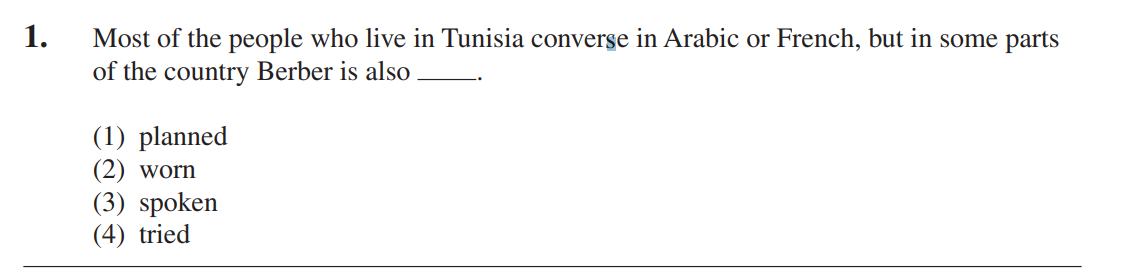 1. Most of the people who live in Tunisia converse in Arabic or French, but in some parts
of the country Berber is also _____.
(1) planned
(2) worn
(3) spoken
(4) tried